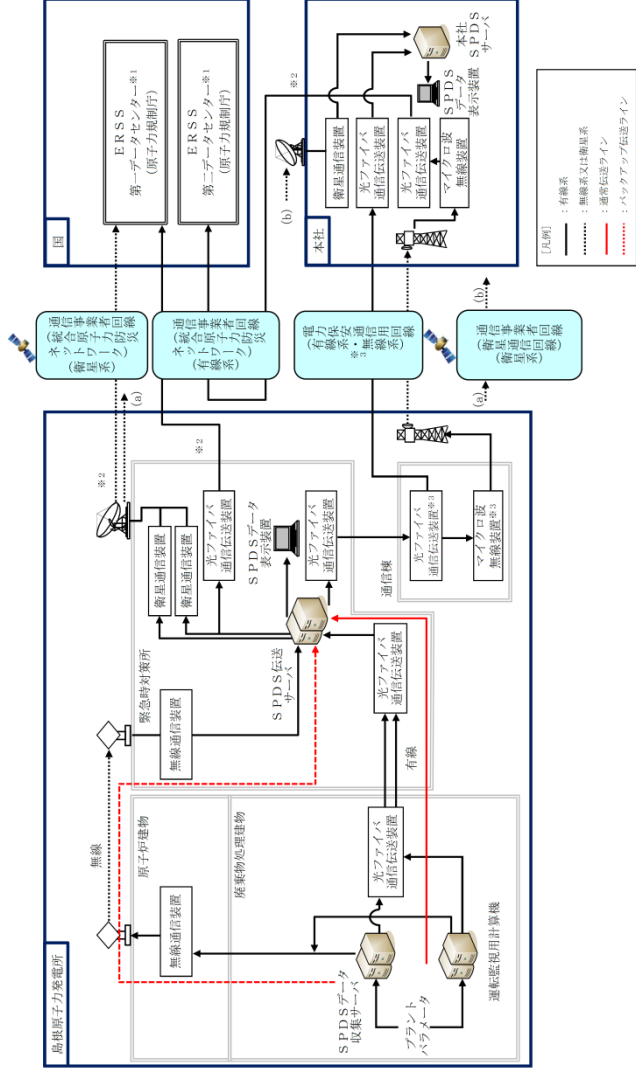 島根原子力発電所
原子炉建物
廃棄物処理建物
緊急時対策所
通信棟
無線
無線通信装置
無線通信装置
SPDSデータ
収集サーバ
プラント
パラメータ
運転監視用計算機
光ファイバ
通信伝送装置
有線
光ファイバ
通信伝送装置
SPDS伝送
サーバ
衛星通信装置
衛星通信装置
光ファイバ
通信伝送装置
SPDSデータ
表示装置
光ファイバ
通信伝送装置
光ファイバ
通信伝送装置※3
マイクロ波
無線装置※3
※2
※2
(a)
通信事業者回線
(統合原子力防災
ネットワーク)
(衛星系)
通信事業者回線
(統合原子力防災
ネットワーク)
(有線系)
電力保安通信用回線
(有線系・無線系)
※3
(a)
通信事業者回線
(衛星通信回線)
(衛星系)
(b)
国
ERSS
第一データセンター※1
(原子力規制庁)
ERSS
第二データセンター※1
(原子力規制庁)
本社
※2
(b)
衛星通信装置
光ファイバ
通信伝送装置
光ファイバ
通信伝送装置
マイクロ波
無線装置
本社
SPDS
サーバ
SPDS
データ
表示装置
[凡例]
:有線系
:無線系又は衛星系
:通常伝送ライン
:バックアップ伝送ライン